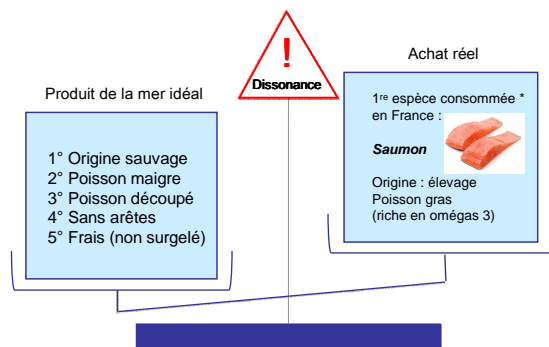 !
Dissonance
Produit de la mer idéal
1° Origine sauvage
2° Poisson maigre
3° Poisson découpé
4° Sans arêtes
5° Frais (non surgelé)
Achat réel
1re espèce consommée *
en France :
Saumon
Origine : élevage
Poisson gras
(riche en omégas 3)